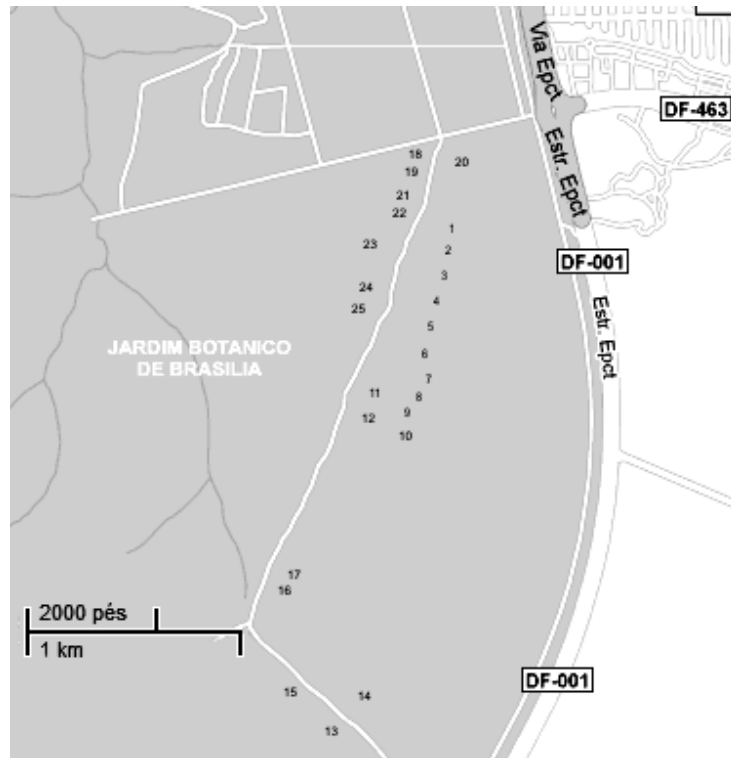 Via Epct
DF-463
Estr. Epct
18
20
19
21
22
1
23
2
DF-001
3
24
4
Estr. Epct
25
5
JARDIM BOTANICO
DE BRASILIA
6
7
11
8
9
12
10
17
16
2000 pés
1 km
DF-001
15
14
13